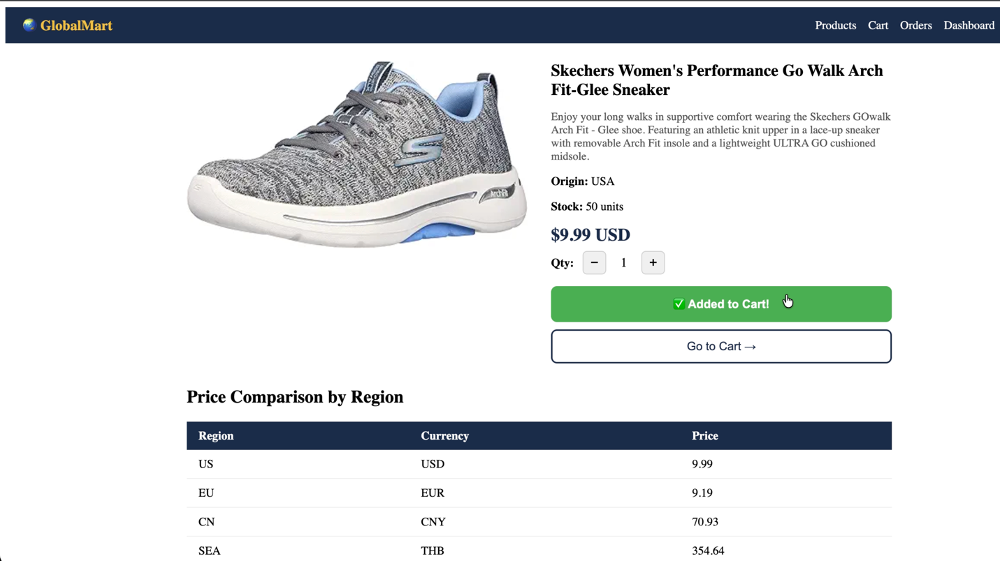 🌏 GlobalMart
Products Cart Orders Dashboard
Skechers Women's Performance Go Walk Arch
Fit-Glee Sneaker
Enjoy your long walks in supportive comfort wearing the Skechers GOwalk
Arch Fit - Glee shoe. Featuring an athletic knit upper in a lace-up sneaker
with removable Arch Fit insole and a lightweight ULTRA GO cushioned
midsole.
Origin: USA
Stock: 50 units
$9.99 USD
Qty: − 1 +
✅ Added to Cart!
Go to Cart →
ArchFit
Price Comparison by Region
Region Currency Price
US USD 9.99
EU EUR 9.19
CN CNY 70.93
SEA THB 354.64